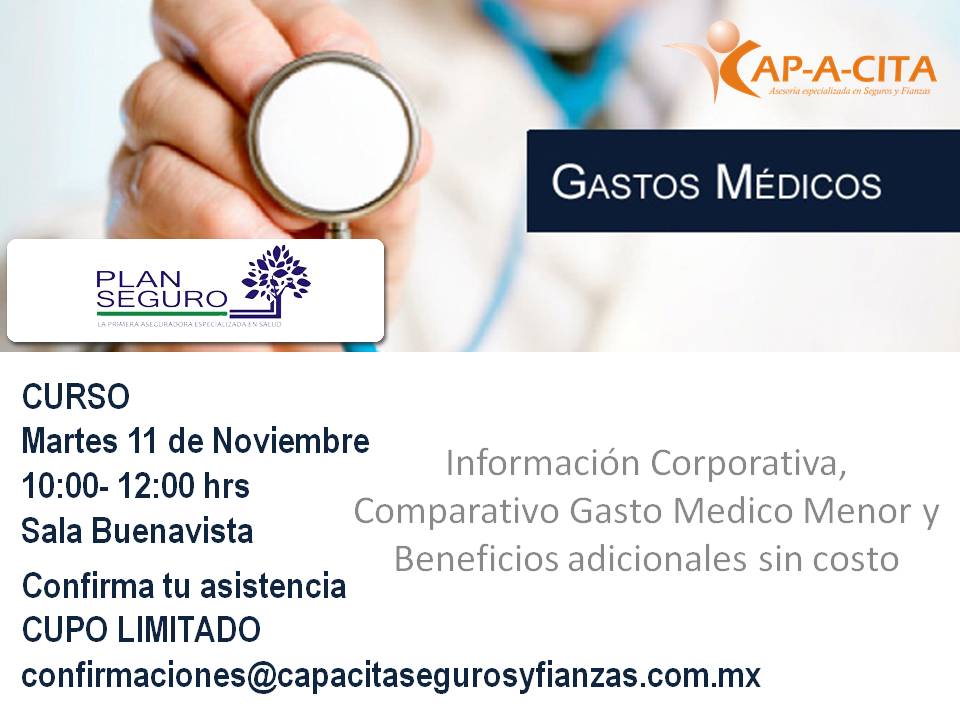 CAP-A-CITA
Asesoría especializada en Seguros y Fianzas
GASTOS MÉDICOS
PLAN
SEGURO
LA PRIMERA ASEGURADORA ESPECIALIZADA EN SALUD
CURSO
Martes 11 de Noviembre
10:00- 12:00 hrs
Sala Buenavista
Información Corporativa,
Comparativo Gasto Medico Menor y
Beneficios adicionales sin costo
Confirma tu asistencia
CUPO LIMITADO
confirmaciones@capacitasegurosyfianzas.com.mx